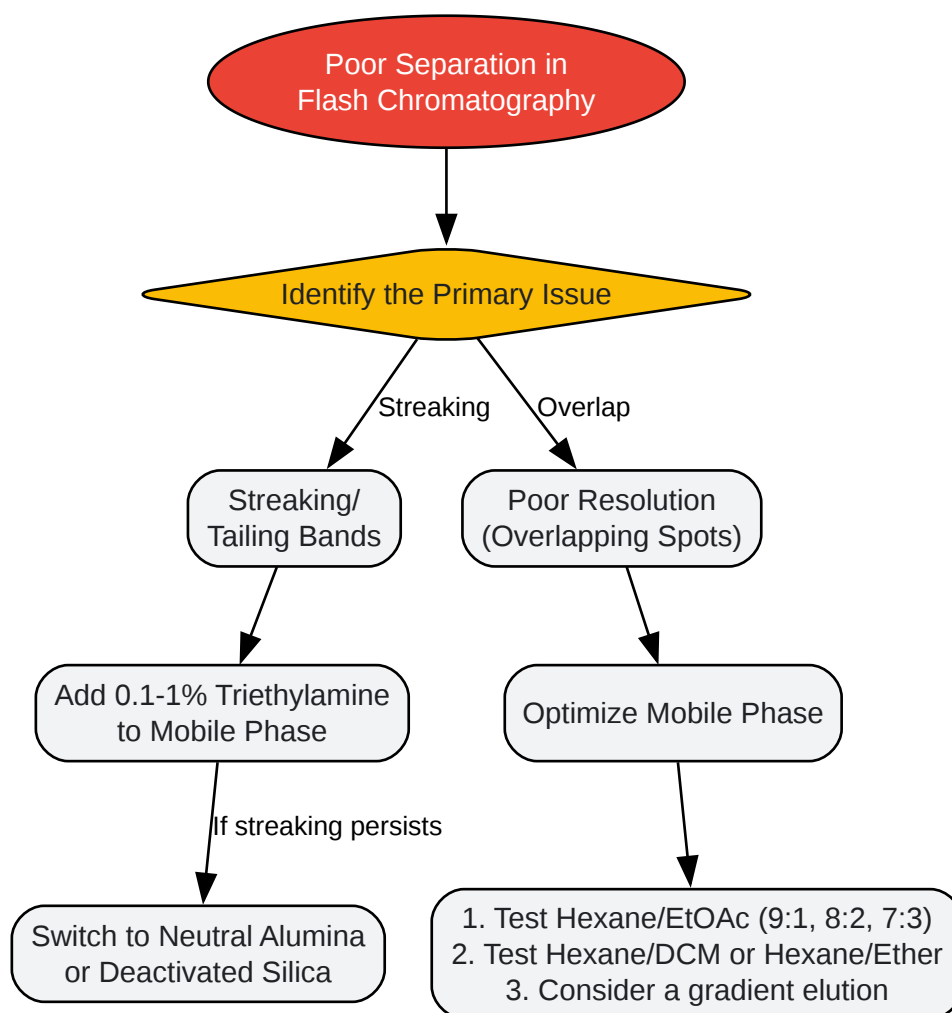 Poor Separation in
Flash Chromatography
Identify the Primary Issue
Streaking
Overlap
Streaking/
Tailing Bands
Poor Resolution
(Overlapping Spots)
Add 0.1-1% Triethylamine
to Mobile Phase
Optimize Mobile Phase
If streaking persists
Switch to Neutral Alumina
or Deactivated Silica
1. Test Hexane/EtOAc (9:1, 8:2, 7:3)
2. Test Hexane/DCM or Hexane/Ether
3. Consider a gradient elution